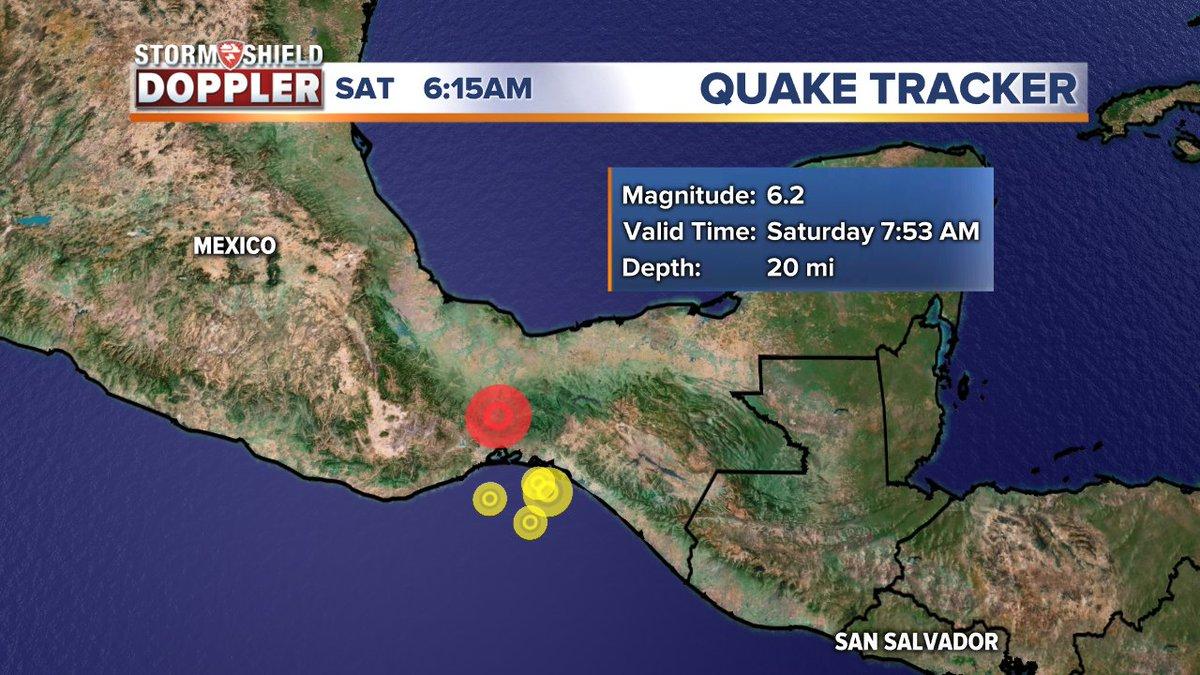 STORM SHIELD
DOPPLER SAT 6:15AM QUAKE TRACKER
Magnitude: 6.2
Valid Time: Saturday 7:53 AM
Depth: 20 mi
MEXICO
SAN SALVADOR